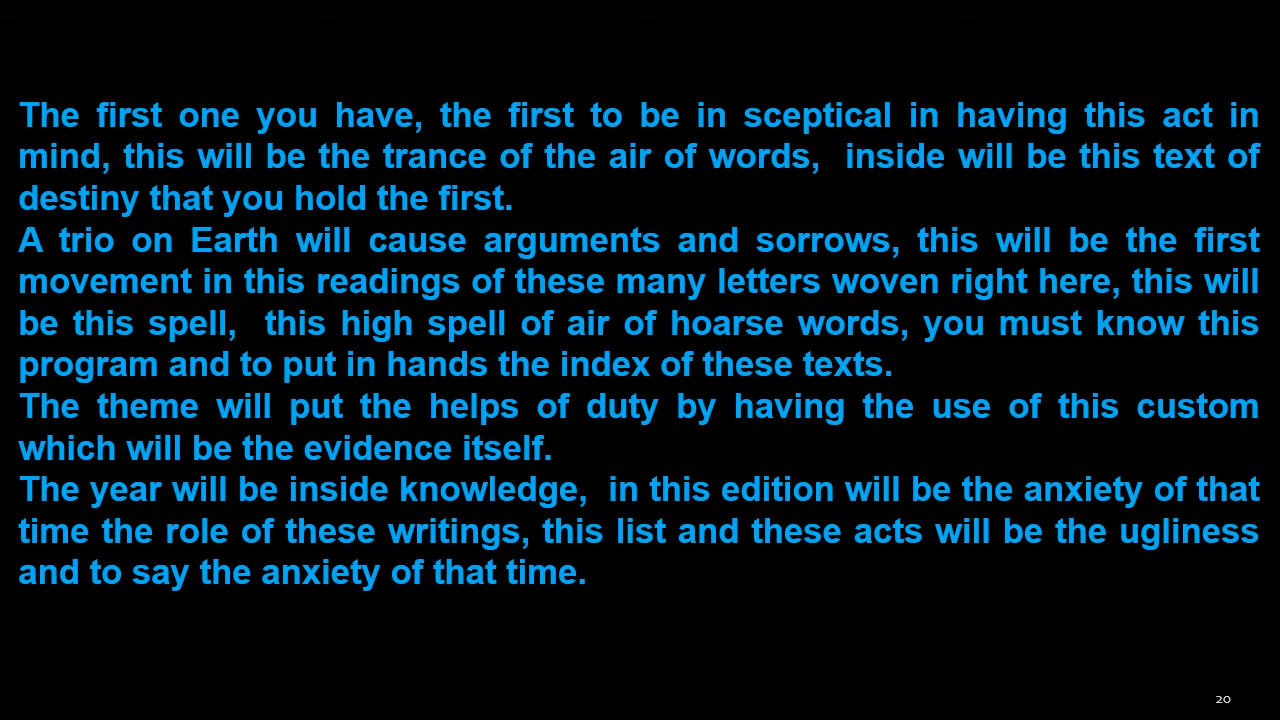 The first one you have, the first to be in sceptical in having this act in
mind, this will be the trance of the air of words,  inside will be this text of
destiny that you hold the first.
A trio on Earth will cause arguments and sorrows, this will be the first
movement in this readings of these many letters woven right here, this will
be this spell,  this high spell of air of hoarse words, you must know this
program and to put in hands the index of these texts.
The theme will put the helps of duty by having the use of this custom
which will be the evidence itself.
The year will be inside knowledge,  in this edition will be the anxiety of that
time the role of these writings, this list and these acts will be the ugliness
and to say the anxiety of that time.
20